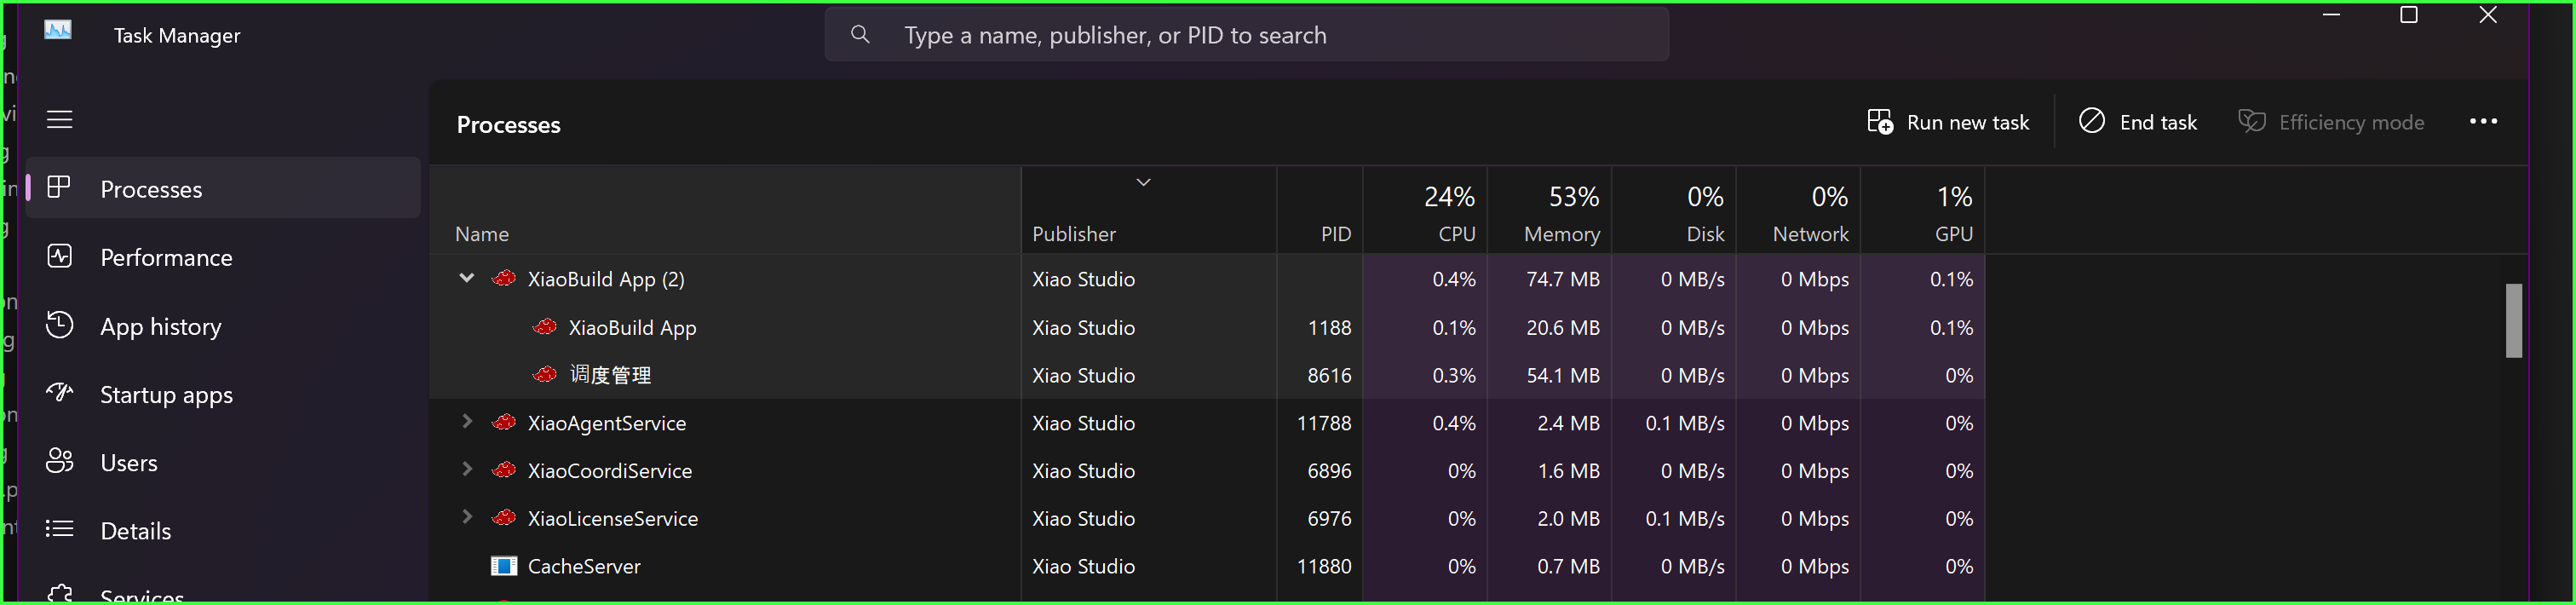 Task Manager
Type a name, publisher, or PID to search
Processes
Run new task
End task
Efficiency mode
Processes
Performance
App history
Startup apps
Users
Details
Services
24% 53% 0% 0% 1%
Name Publisher PID CPU Memory Disk Network GPU
XiaoBuild App (2) Xiao Studio 0.4% 74.7 MB 0 MB/s 0 Mbps 0.1%
XiaoBuild App Xiao Studio 1188 0.1% 20.6 MB 0 MB/s 0 Mbps 0.1%
调度管理 Xiao Studio 8616 0.3% 54.1 MB 0 MB/s 0 Mbps 0%
XiaoAgentService Xiao Studio 11788 0.4% 2.4 MB 0.1 MB/s 0 Mbps 0%
XiaoCoordiService Xiao Studio 6896 0% 1.6 MB 0 MB/s 0 Mbps 0%
XiaoLicenseService Xiao Studio 6976 0% 2.0 MB 0.1 MB/s 0 Mbps 0%
CacheServer Xiao Studio 11880 0% 0.7 MB 0 MB/s 0 Mbps 0%